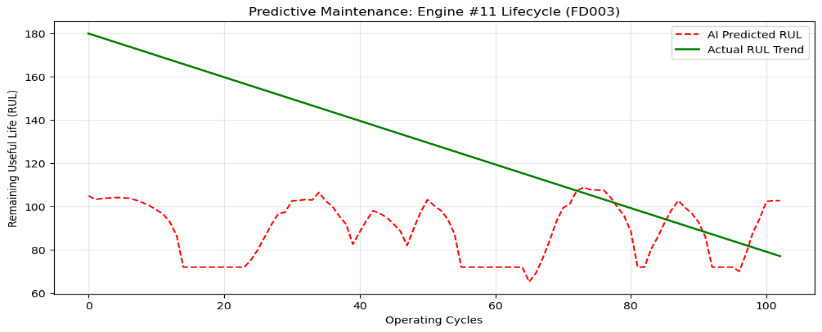 Predictive Maintenance: Engine #11 Lifecycle (FD003)
AI Predicted RUL
Actual RUL Trend
Remaining Useful Life (RUL)
180
160
140
120
100
80
60
0
20
40
60
80
100
Operating Cycles